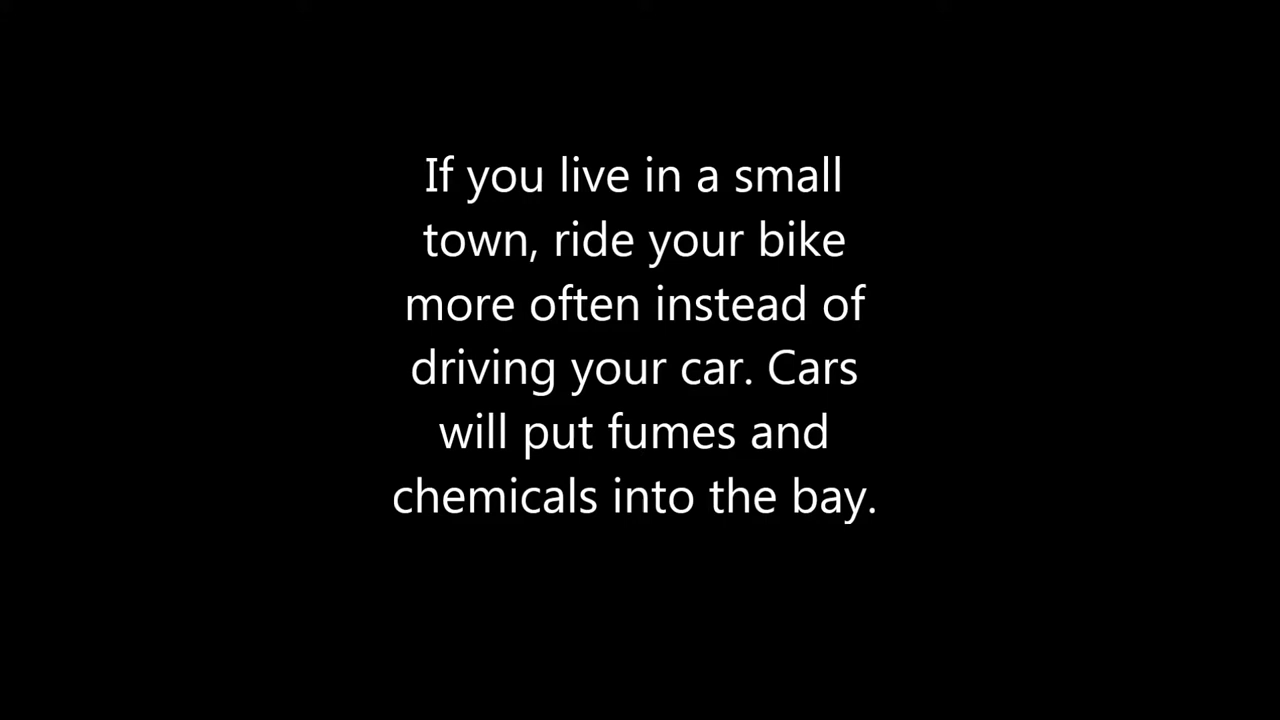 If you live in a small
town, ride your bike
more often instead of
driving your car. Cars
will put fumes and
chemicals into the bay.